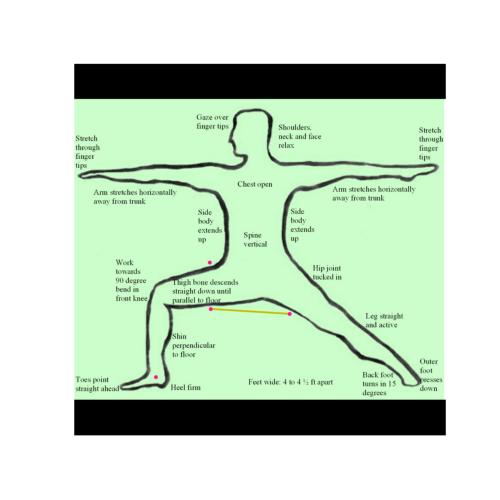 Gaze over
finger tips
Shoulders,
neck and face
relax
Stretch
through
finger
tips
Stretch
through
finger
tips
Chest open
Arm stretches horizontally
away from trunk
Arm stretches horizontally
away from trunk
Side
body
extends
up
Side
body
extends
up
Spine
vertical
Work
towards
90 degree
bend in
front knee
Hip joint
tucked in
Thigh bone descends
straight down until
parallel to floor
Leg straight
and active
Shin
perpendicular
to floor
Outer
foot
presses
down
Toes point
straight ahead
Heel firm
Feet wide: 4 to 4 ½ ft apart
Back foot
turns in 15
degrees